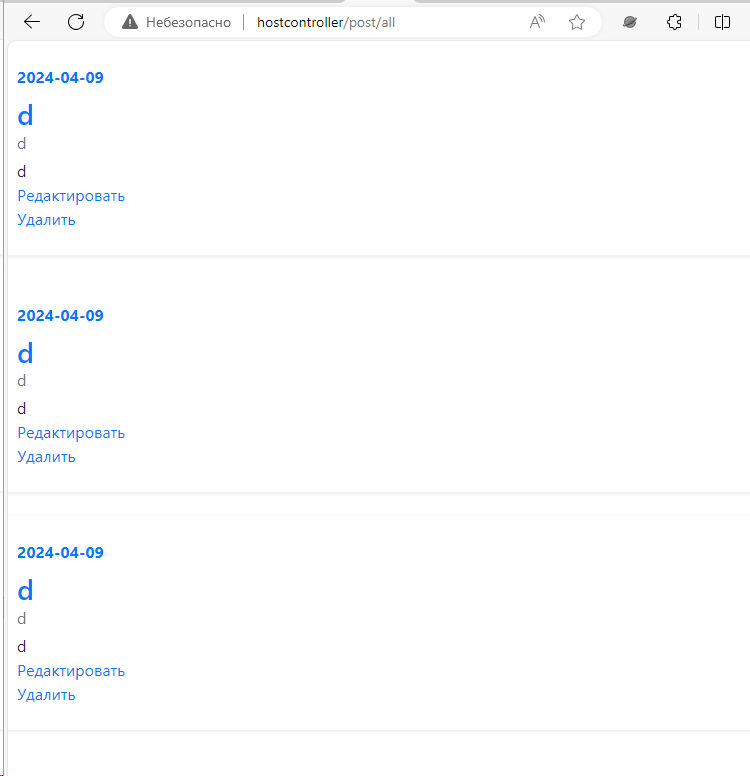 Небезопасно hostcontroller/post/all
2024-04-09
d
d
d
Редактировать
Удалить
2024-04-09
d
d
d
Редактировать
Удалить
2024-04-09
d
d
d
Редактировать
Удалить